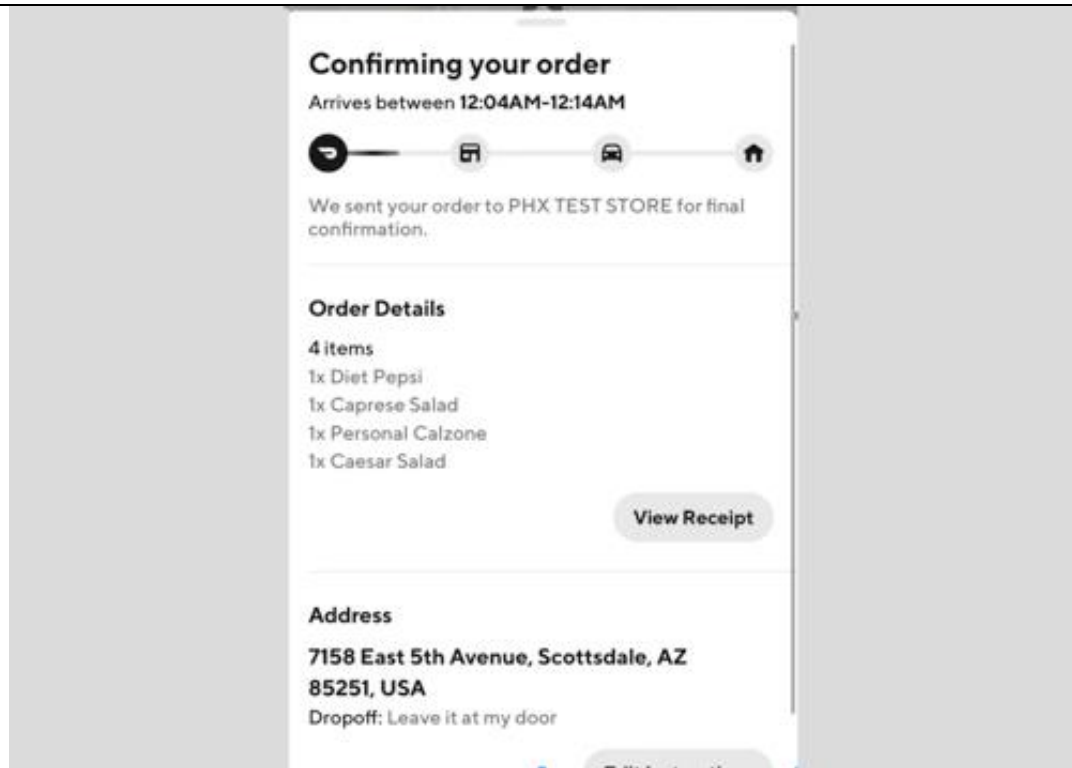 Confirming your order
Arrives between 12:04AM-12:14AM
We sent your order to PHX TEST STORE for final
confirmation.
Order Details
4 items
1x Diet Pepsi
1x Caprese Salad
1x Personal Calzone
1x Caesar Salad
View Receipt
Address
7158 East 5th Avenue, Scottsdale, AZ
85251, USA
Dropoff: Leave it at my door